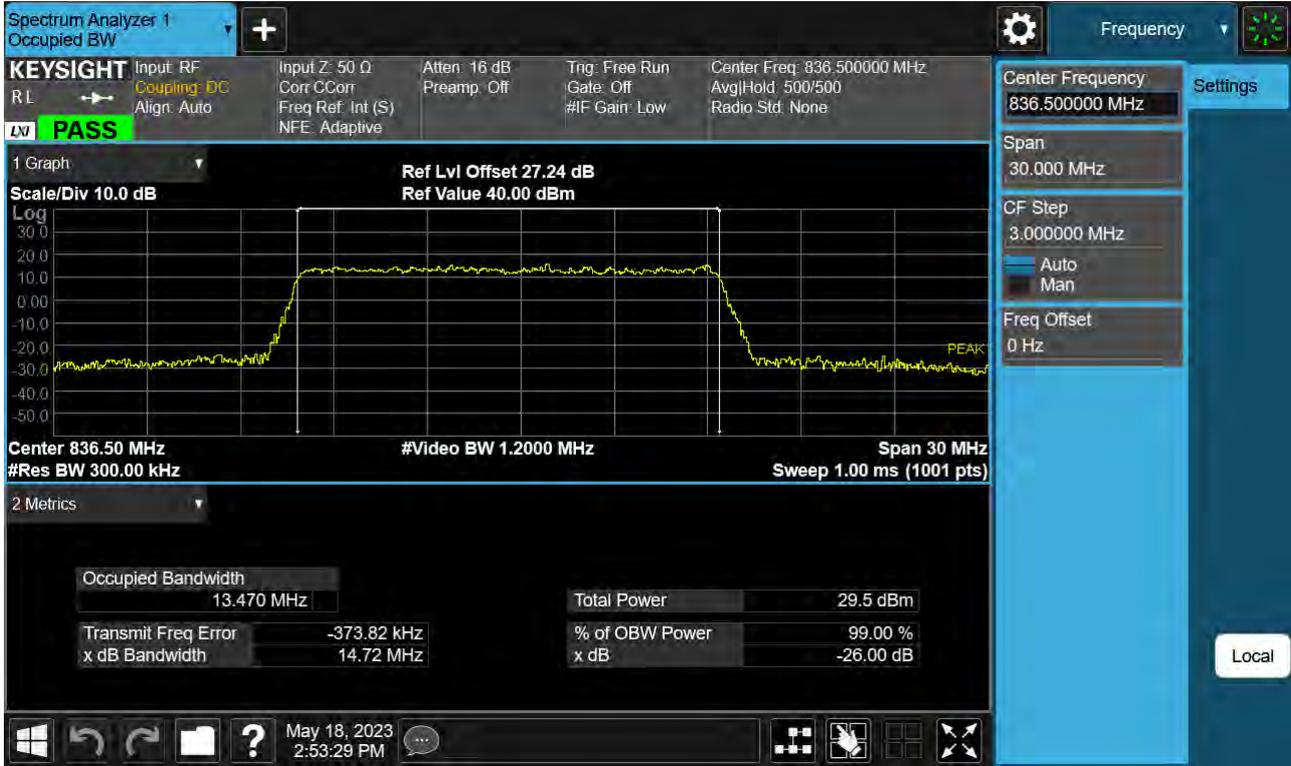 Spectrum Analyzer 1
Occupied BW
+
Frequency
KEYSIGHT
RL
LXI
PASS
Input: RF
Coupling: DC
Align: Auto
Input Z: 50 Ω
Corr CCorr
Freq Ref: Int (S)
NFE: Adaptive
Atten: 16 dB
Preamp: Off
Trig: Free Run
Gate: Off
#IF Gain: Low
Center Freq: 836.500000 MHz
Avg|Hold: 500/500
Radio Std: None
1 Graph
Scale/Div 10.0 dB
Ref Lvl Offset 27.24 dB
Ref Value 40.00 dBm
Log
30.0
20.0
10.0
0.00
-10.0
-20.0
-30.0
-40.0
-50.0
PEAK
Center 836.50 MHz
#Video BW 1.2000 MHz
Span 30 MHz
#Res BW 300.00 kHz
Sweep 1.00 ms (1001 pts)
2 Metrics
Occupied Bandwidth
13.470 MHz
Transmit Freq Error -373.82 kHz
x dB Bandwidth 14.72 MHz
Total Power 29.5 dBm
% of OBW Power 99.00 %
x dB -26.00 dB
Center Frequency
836.500000 MHz
Span
30.000 MHz
CF Step
3.000000 MHz
Auto
Man
Freq Offset
0 Hz
Settings
Local
?
May 18, 2023
2:53:29 PM